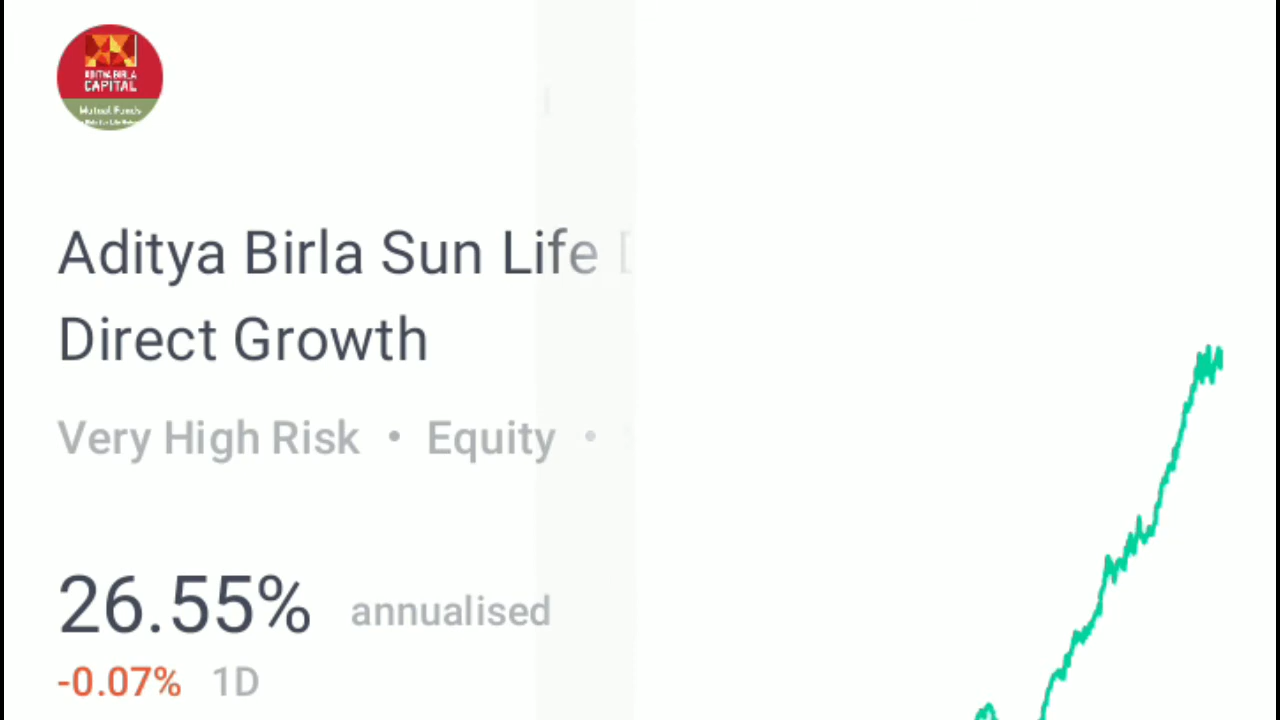 ADITYA BIRLA
CAPITAL
Mutual Funds
Aditya Birla Sun Life
Direct Growth
Very High Risk • Equity •
26.55% annualised
-0.07% 1D